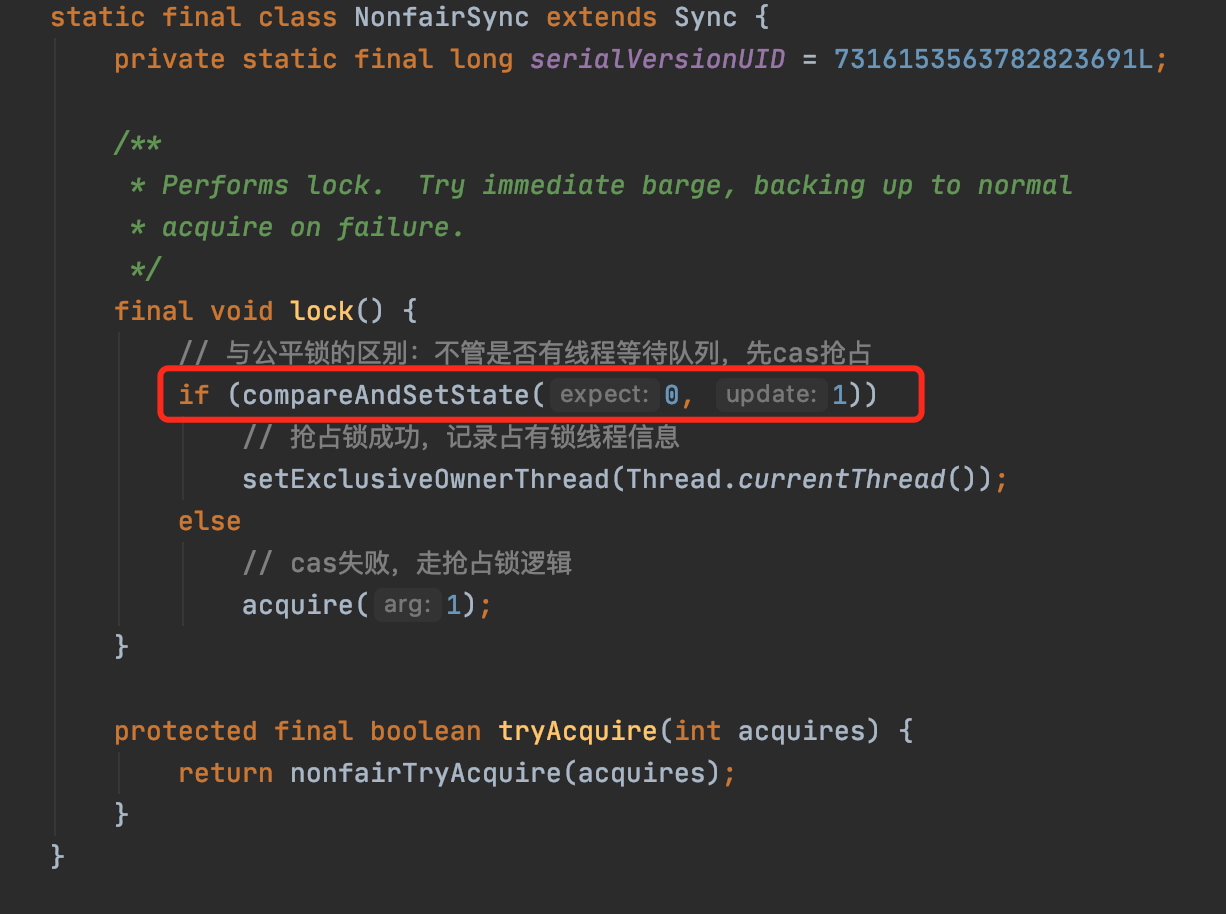 static final class NonfairSync extends Sync {
private static final long serialVersionUID = 7316153563782823691L;
/**
* Performs lock.  Try immediate barge, backing up to normal
* acquire on failure.
*/
final void lock() {
// 与公平锁的区别：不管是否有线程等待队列，先cas抢占
if (compareAndSetState( expect: 0, update: 1))
// 抢占锁成功，记录占有锁线程信息
setExclusiveOwnerThread(Thread.currentThread());
else
// cas失败，走抢占锁逻辑
acquire( arg: 1);
}
protected final boolean tryAcquire(int acquires) {
return nonfairTryAcquire(acquires);
}
}